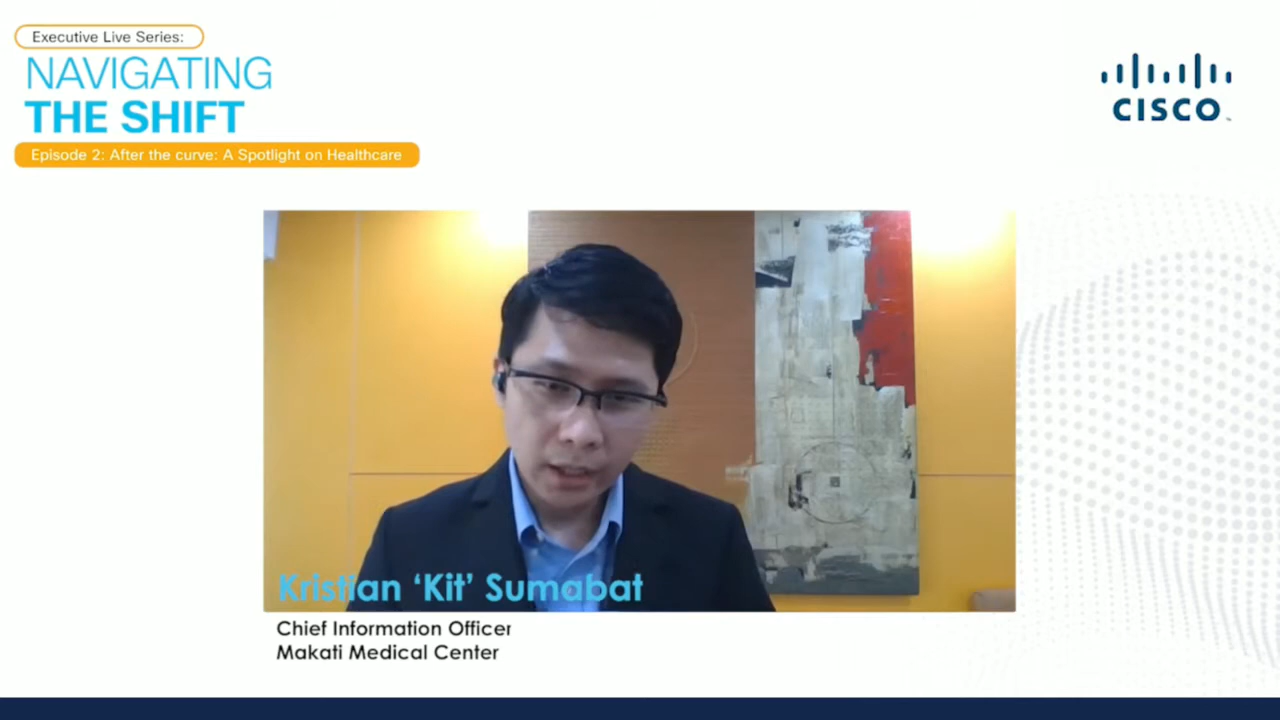 Executive Live Series:
NAVIGATING
THE SHIFT
Episode 2: After the curve: A Spotlight on Healthcare
CISCO
Kristian ‘Kit’ Sumabat
Chief Information Officer
Makati Medical Center